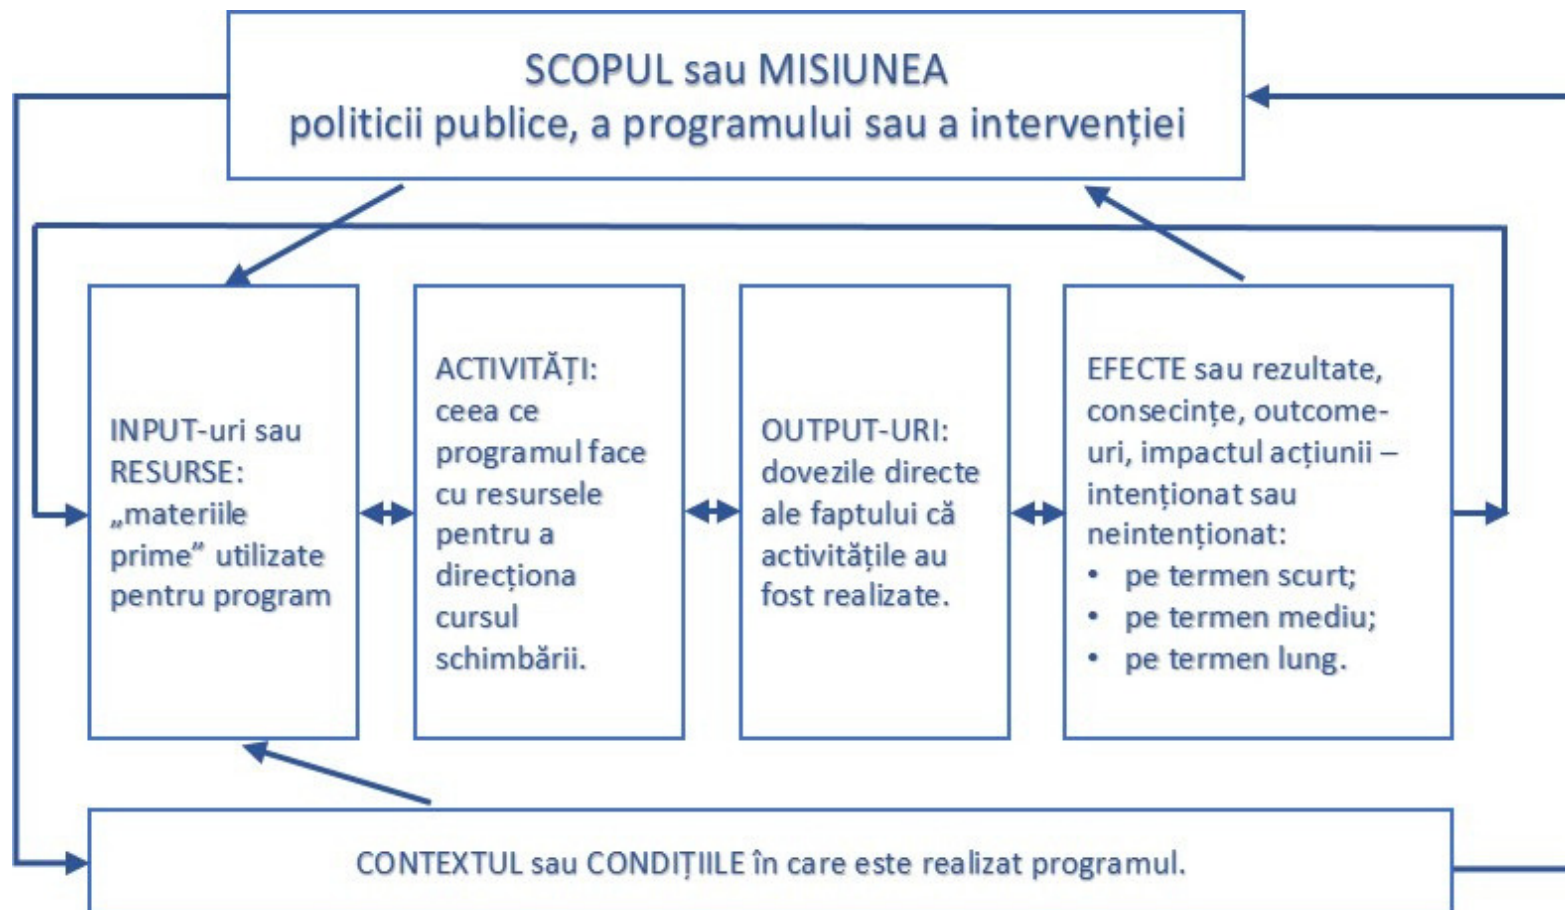 SCOPUL sau MISIUNEA
politicii publice, a programului sau a intervenției
INPUT-uri sau
RESURSE:
„materiile
prime” utilizate
pentru program
ACTIVITĂȚI:
ceea ce
programul face
cu resursele
pentru a
direcționa
cursul
schimbării.
OUTPUT-URI:
dovezile directe
ale faptului că
activitățile au
fost realizate.
EFECTE sau rezultate,
consecințe, outcome-
uri, impactul acțiunii –
intenționat sau
neintenționat:
• pe termen scurt;
• pe termen mediu;
• pe termen lung.
CONTEXTUL sau CONDIȚIILE în care este realizat programul.